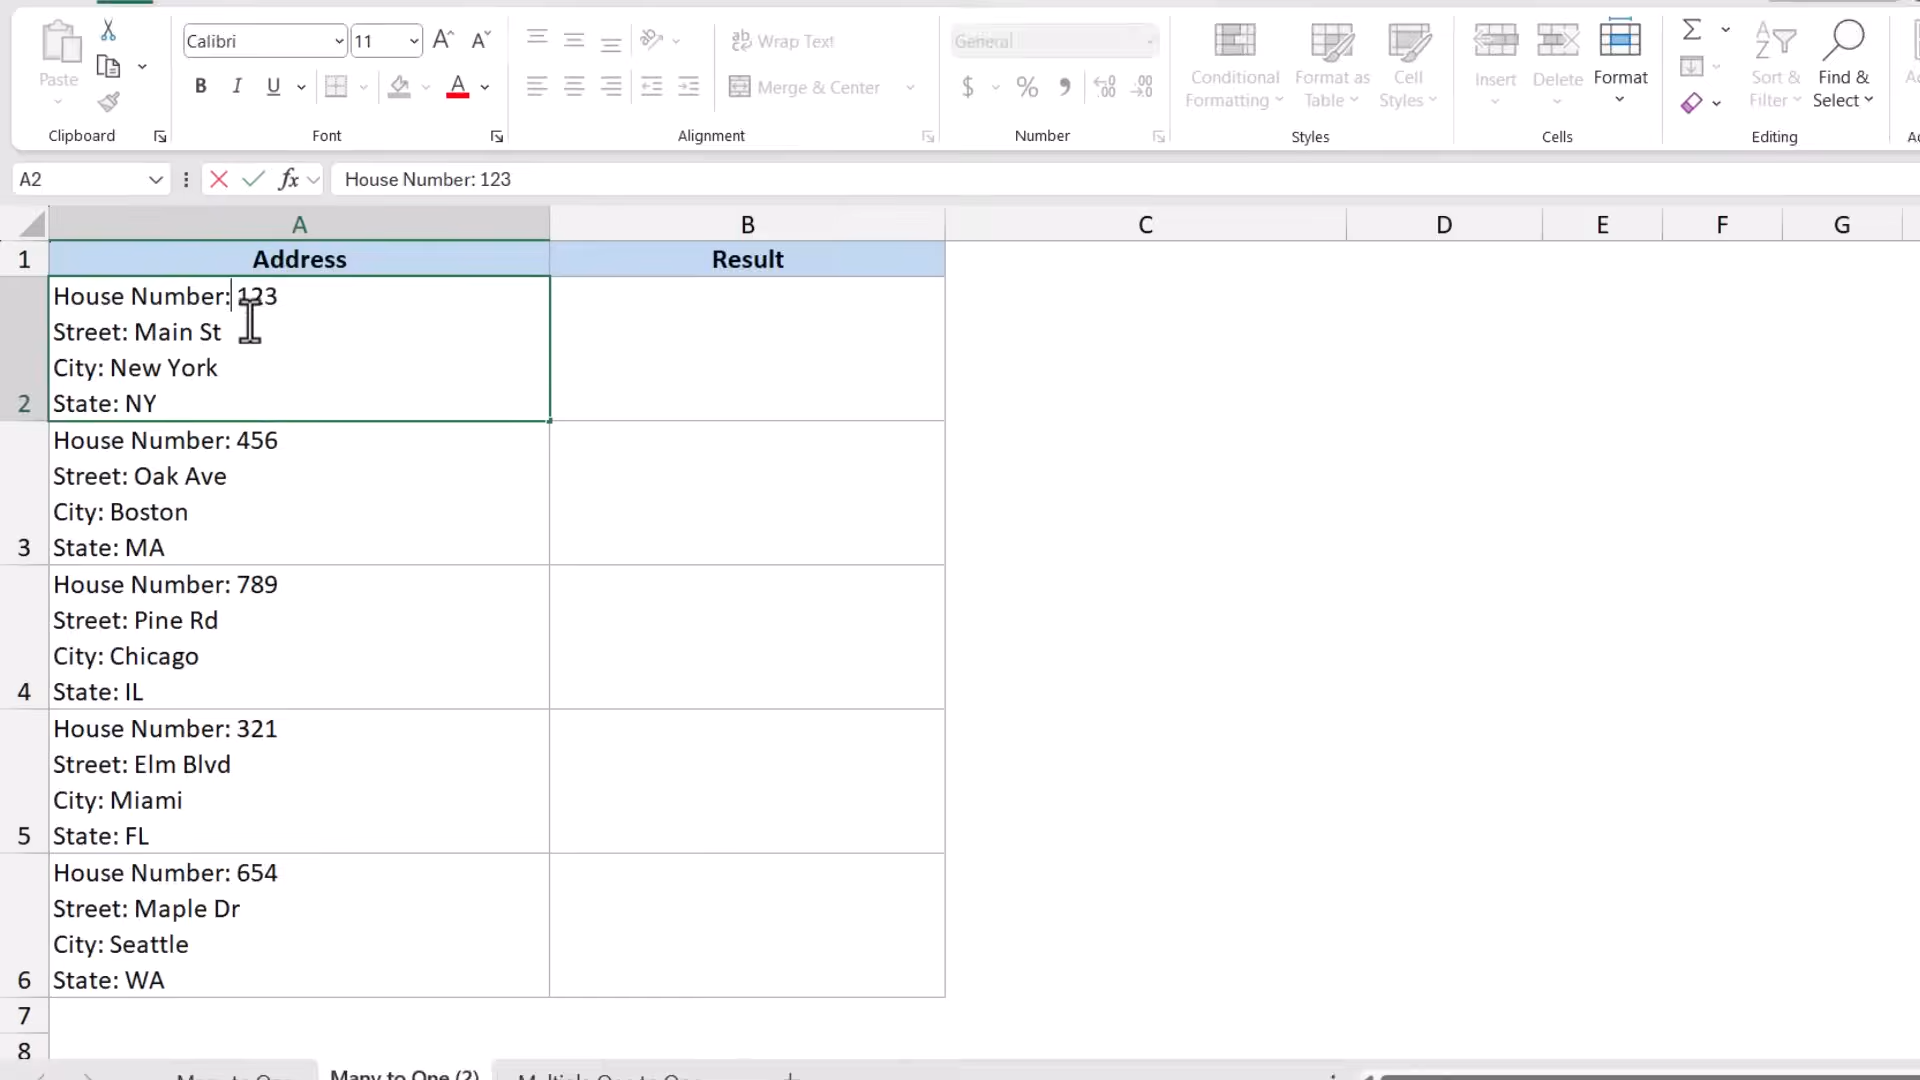 Calibri
11
A^
A˅
ab Wrap Text
General
Paste
B I U
A
Merge & Center
$ % 9 .00
Conditional Formatting
Format as Table
Cell Styles
Insert
Delete
Format
Σ
Sort & Filter
Find & Select
Clipboard
Font
Alignment
Number
Styles
Cells
Editing
A2
fx
House Number: 123
A B C D E F G
1 Address Result
House Number: 123
Street: Main St
City: New York
2 State: NY
House Number: 456
Street: Oak Ave
City: Boston
3 State: MA
House Number: 789
Street: Pine Rd
City: Chicago
4 State: IL
House Number: 321
Street: Elm Blvd
City: Miami
5 State: FL
House Number: 654
Street: Maple Dr
City: Seattle
6 State: WA
7
8
Many to One (2)